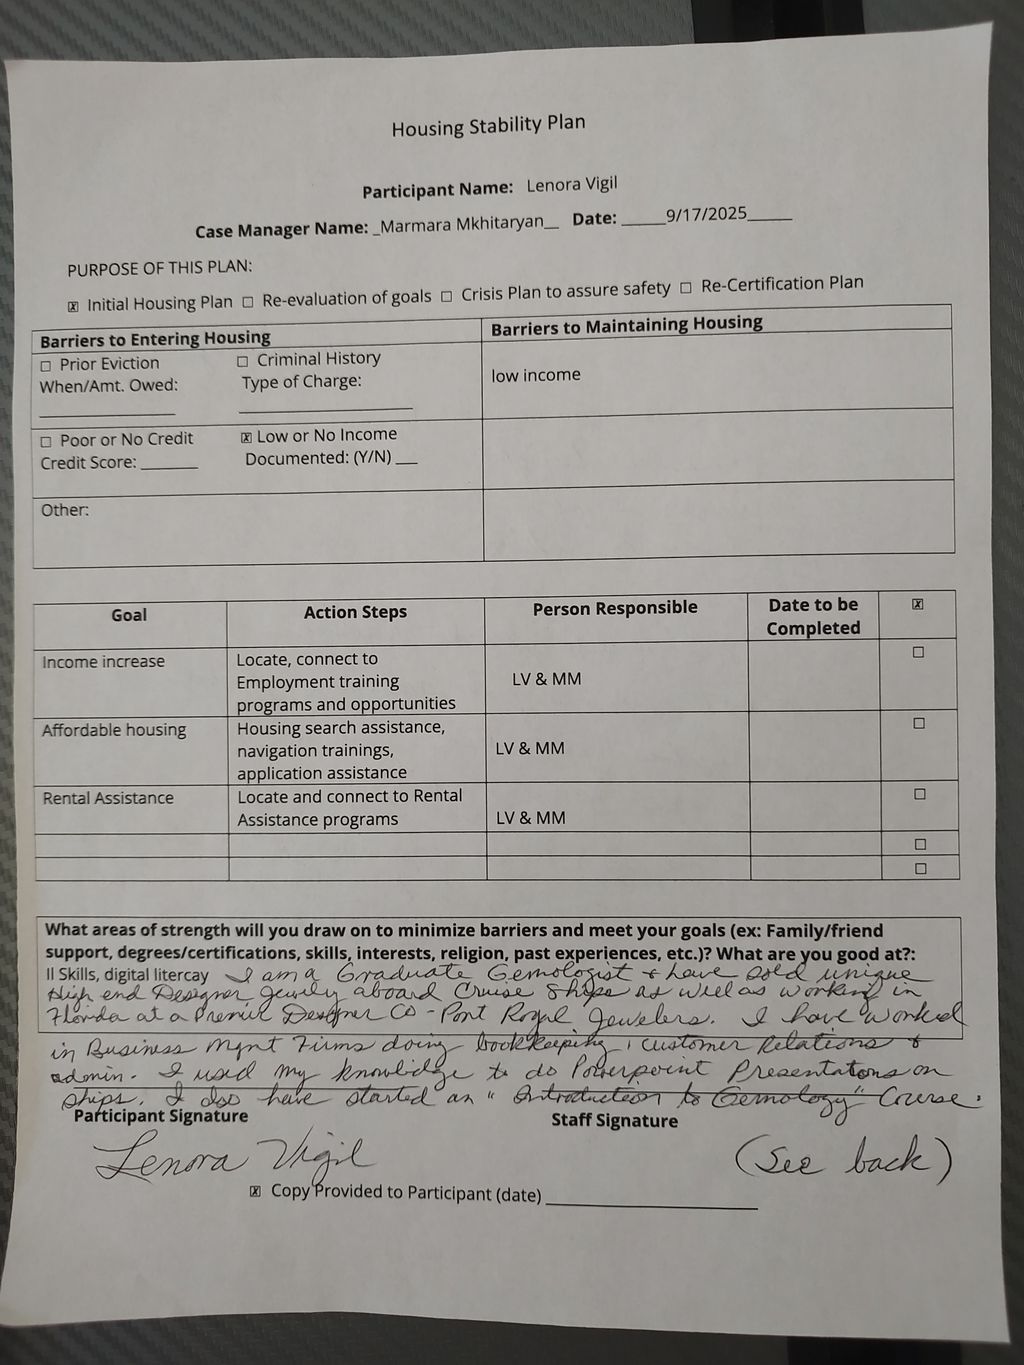 Housing Stability Plan
Participant Name: Lenora Vigil
Case Manager Name: _Marmara Mkhitaryan__ Date: _____9/17/2025_____
PURPOSE OF THIS PLAN:
☒ Initial Housing Plan ☐ Re-evaluation of goals ☐ Crisis Plan to assure safety ☐ Re-Certification Plan
Barriers to Entering Housing
Barriers to Maintaining Housing
☐ Prior Eviction ☐ Criminal History
When/Amt. Owed: Type of Charge:
low income
☐ Poor or No Credit ☒ Low or No Income
Credit Score: ______ Documented: (Y/N) __
Other:
Goal Action Steps Person Responsible Date to be Completed ☒
Income increase
Locate, connect to
Employment training
programs and opportunities
LV & MM
☐
Affordable housing
Housing search assistance,
navigation trainings,
application assistance
LV & MM
☐
Rental Assistance
Locate and connect to Rental
Assistance programs
LV & MM
☐
☐
☐
What areas of strength will you draw on to minimize barriers and meet your goals (ex: Family/friend
support, degrees/certifications, skills, interests, religion, past experiences, etc.)? What are you good at?:
Il Skills, digital litercay I am a Graduate Gemologist & have sold unique
High end Designer Jewely aboard Cruise Ships as well as working in
Florida at a Premier Designer Co - Port Royal Jewelers. I have worked
in Business Mgnt Firms doing bookkeeping, customer Relations &
admin. I used my knowlidge to do Powerpoint Presentatons on
ships. I also have started an "Introduction to Gemology" Course.
Participant Signature
Staff Signature
Lenora Vigil
(See back)
☒ Copy Provided to Participant (date) ____________________